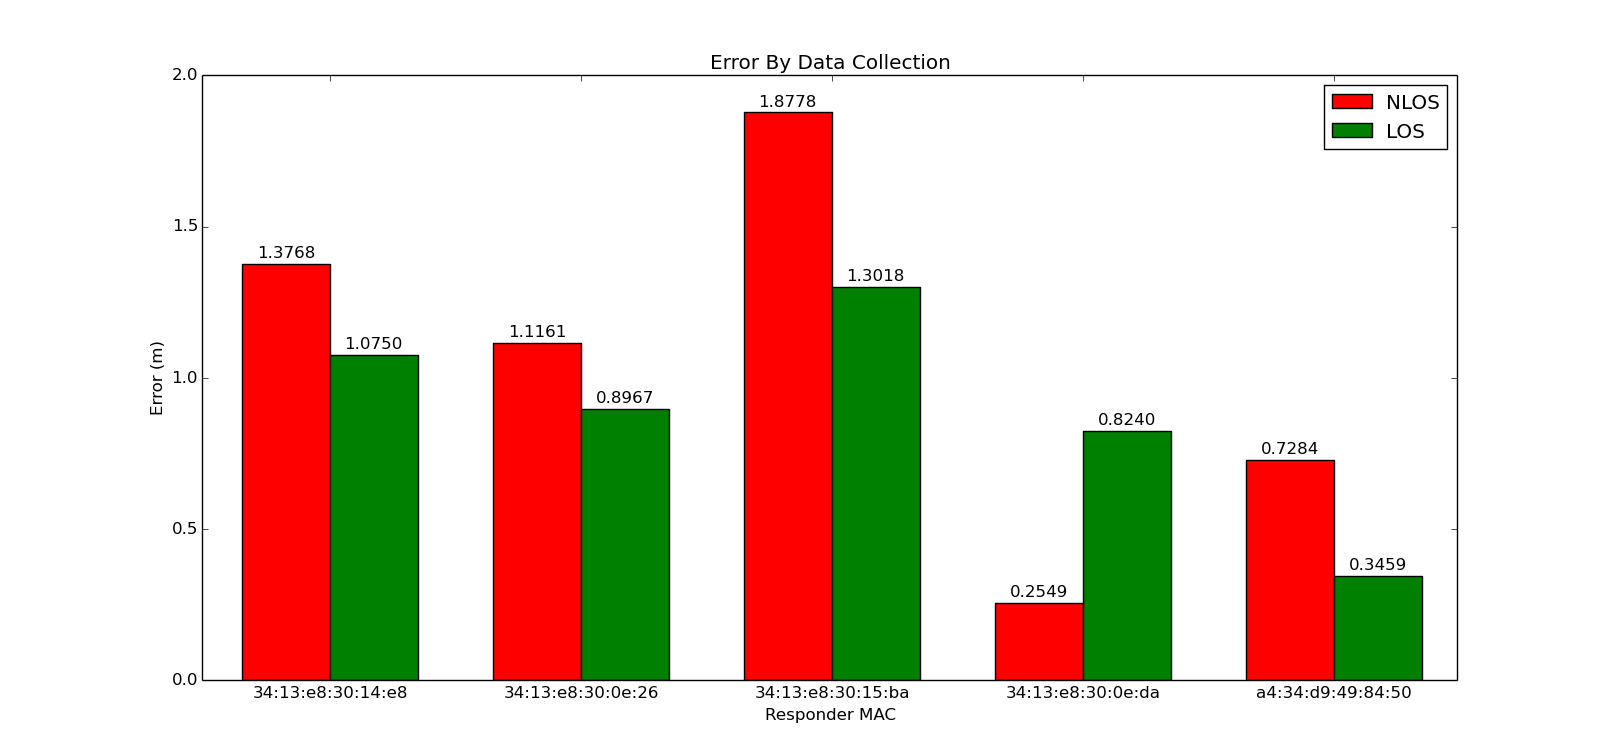 Error By Data Collection
2.0
1.5
1.0
0.5
0.0
Error (m)
NLOS
LOS
1.3768
1.0750
1.1161
0.8967
1.8778
1.3018
0.2549
0.8240
0.7284
0.3459
34:13:e8:30:14:e8
34:13:e8:30:0e:26
34:13:e8:30:15:ba
34:13:e8:30:0e:da
a4:34:d9:49:84:50
Responder MAC